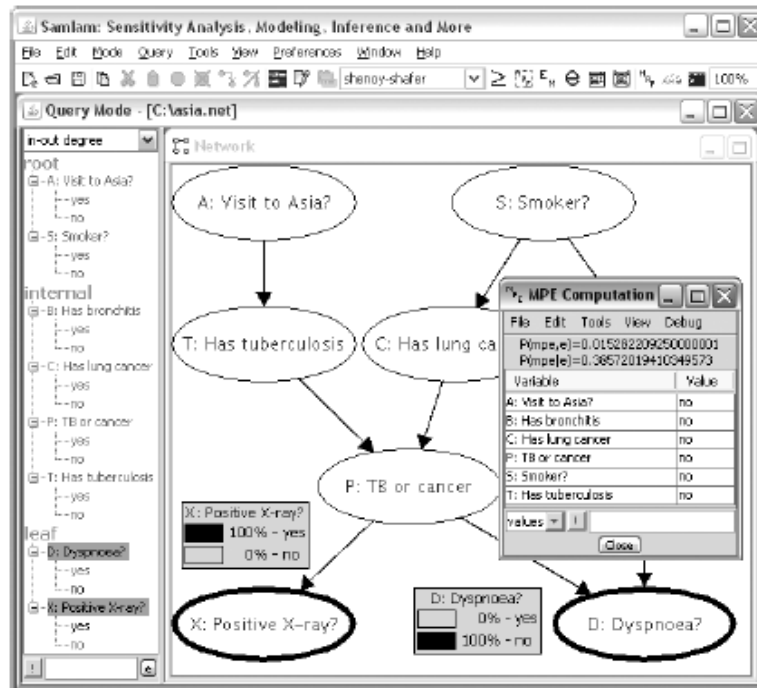 SamIam: Sensitivity Analysis, Modeling, Inference and More
File Edit Mode Query Tools View Preferences Window Help
shenoy-shafer 100%
Query Mode - [C:\asia.net]
in-out degree
root
A: Visit to Asia?
yes
no
S: Smoker?
yes
no
internal
B: Has bronchitis
yes
no
C: Has lung cancer
yes
no
P: TB or cancer
yes
no
T: Has tuberculosis
yes
no
leaf
D: Dyspnoea?
yes
no
X: Positive X-ray?
yes
no
Network
A: Visit to Asia?
S: Smoker?
T: Has tuberculosis
C: Has lung ca
P: TB or cancer
X: Positive X-ray?
100% - yes
0% - no
D: Dyspnoea?
0% - yes
100% - no
X: Positive X-ray?
D: Dyspnoea?
MPE Computation
File Edit Tools View Debug
P(mpe,e)=0.015282209250000001
P(mpe|e)=0.38572019410349573
Variable Value
A: Visit to Asia? no
B: Has bronchitis no
C: Has lung cancer no
P: TB or cancer no
S: Smoker? no
T: Has tuberculosis no
values !
Close